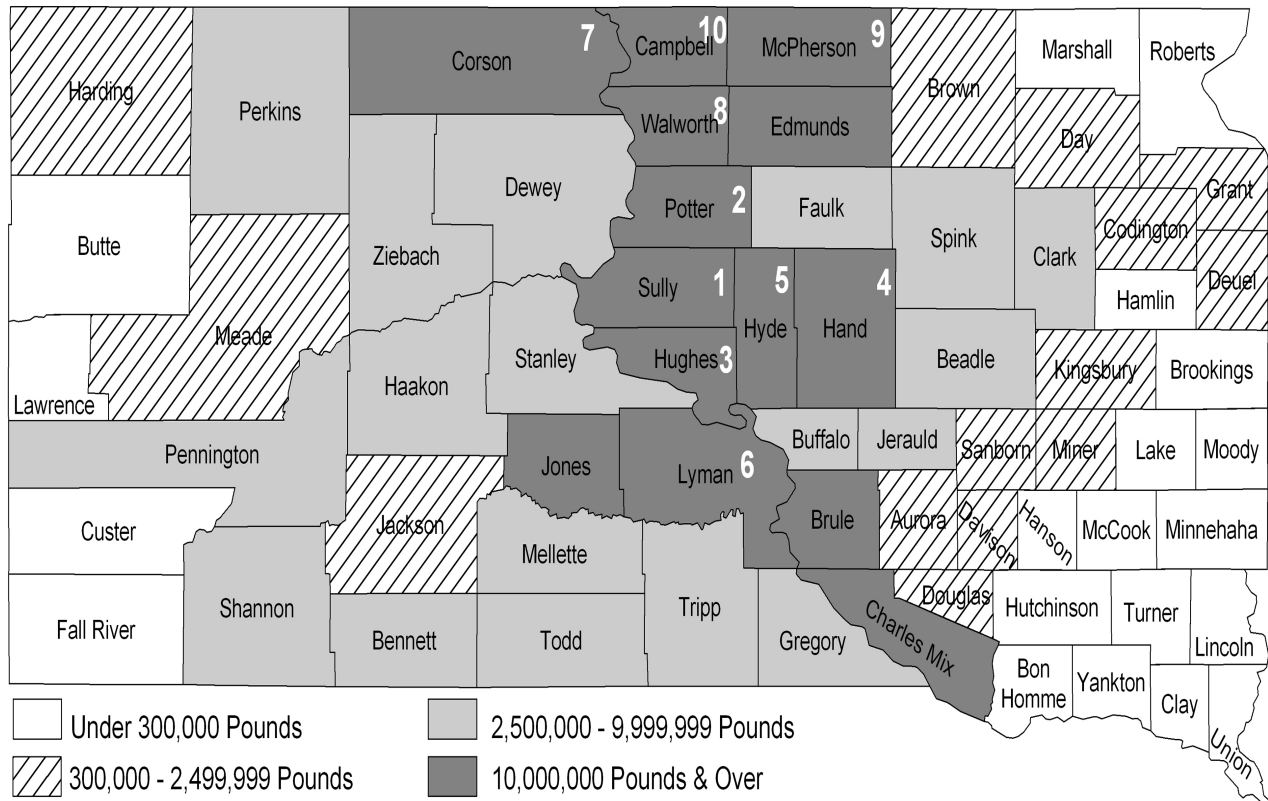 7
10
9
Corson
Campbell
McPherson
Marshall
Roberts
Harding
Perkins
Brown
Walworth
8
Edmunds
Day
Dewey
Potter
2
Faulk
Grant
Butte
Ziebach
Spink
Clark
Codington
Sully
1
5
4
Deuel
Hamlin
Meade
Stanley
Hughes
3
Hyde
Hand
Beadle
Kingsbury
Brookings
Haakon
Lawrence
Pennington
Jones
Lyman
6
Buffalo
Jerauld
Sanborn
Miner
Lake
Moody
Custer
Jackson
Mellette
Brule
Aurora
Davison
Hanson
McCook
Minnehaha
Fall River
Shannon
Bennett
Todd
Tripp
Gregory
Charles Mix
Douglas
Hutchinson
Turner
Lincoln
Bon
Homme
Yankton
Clay
Union
Under 300,000 Pounds
2,500,000 - 9,999,999 Pounds
300,000 - 2,499,999 Pounds
10,000,000 Pounds & Over